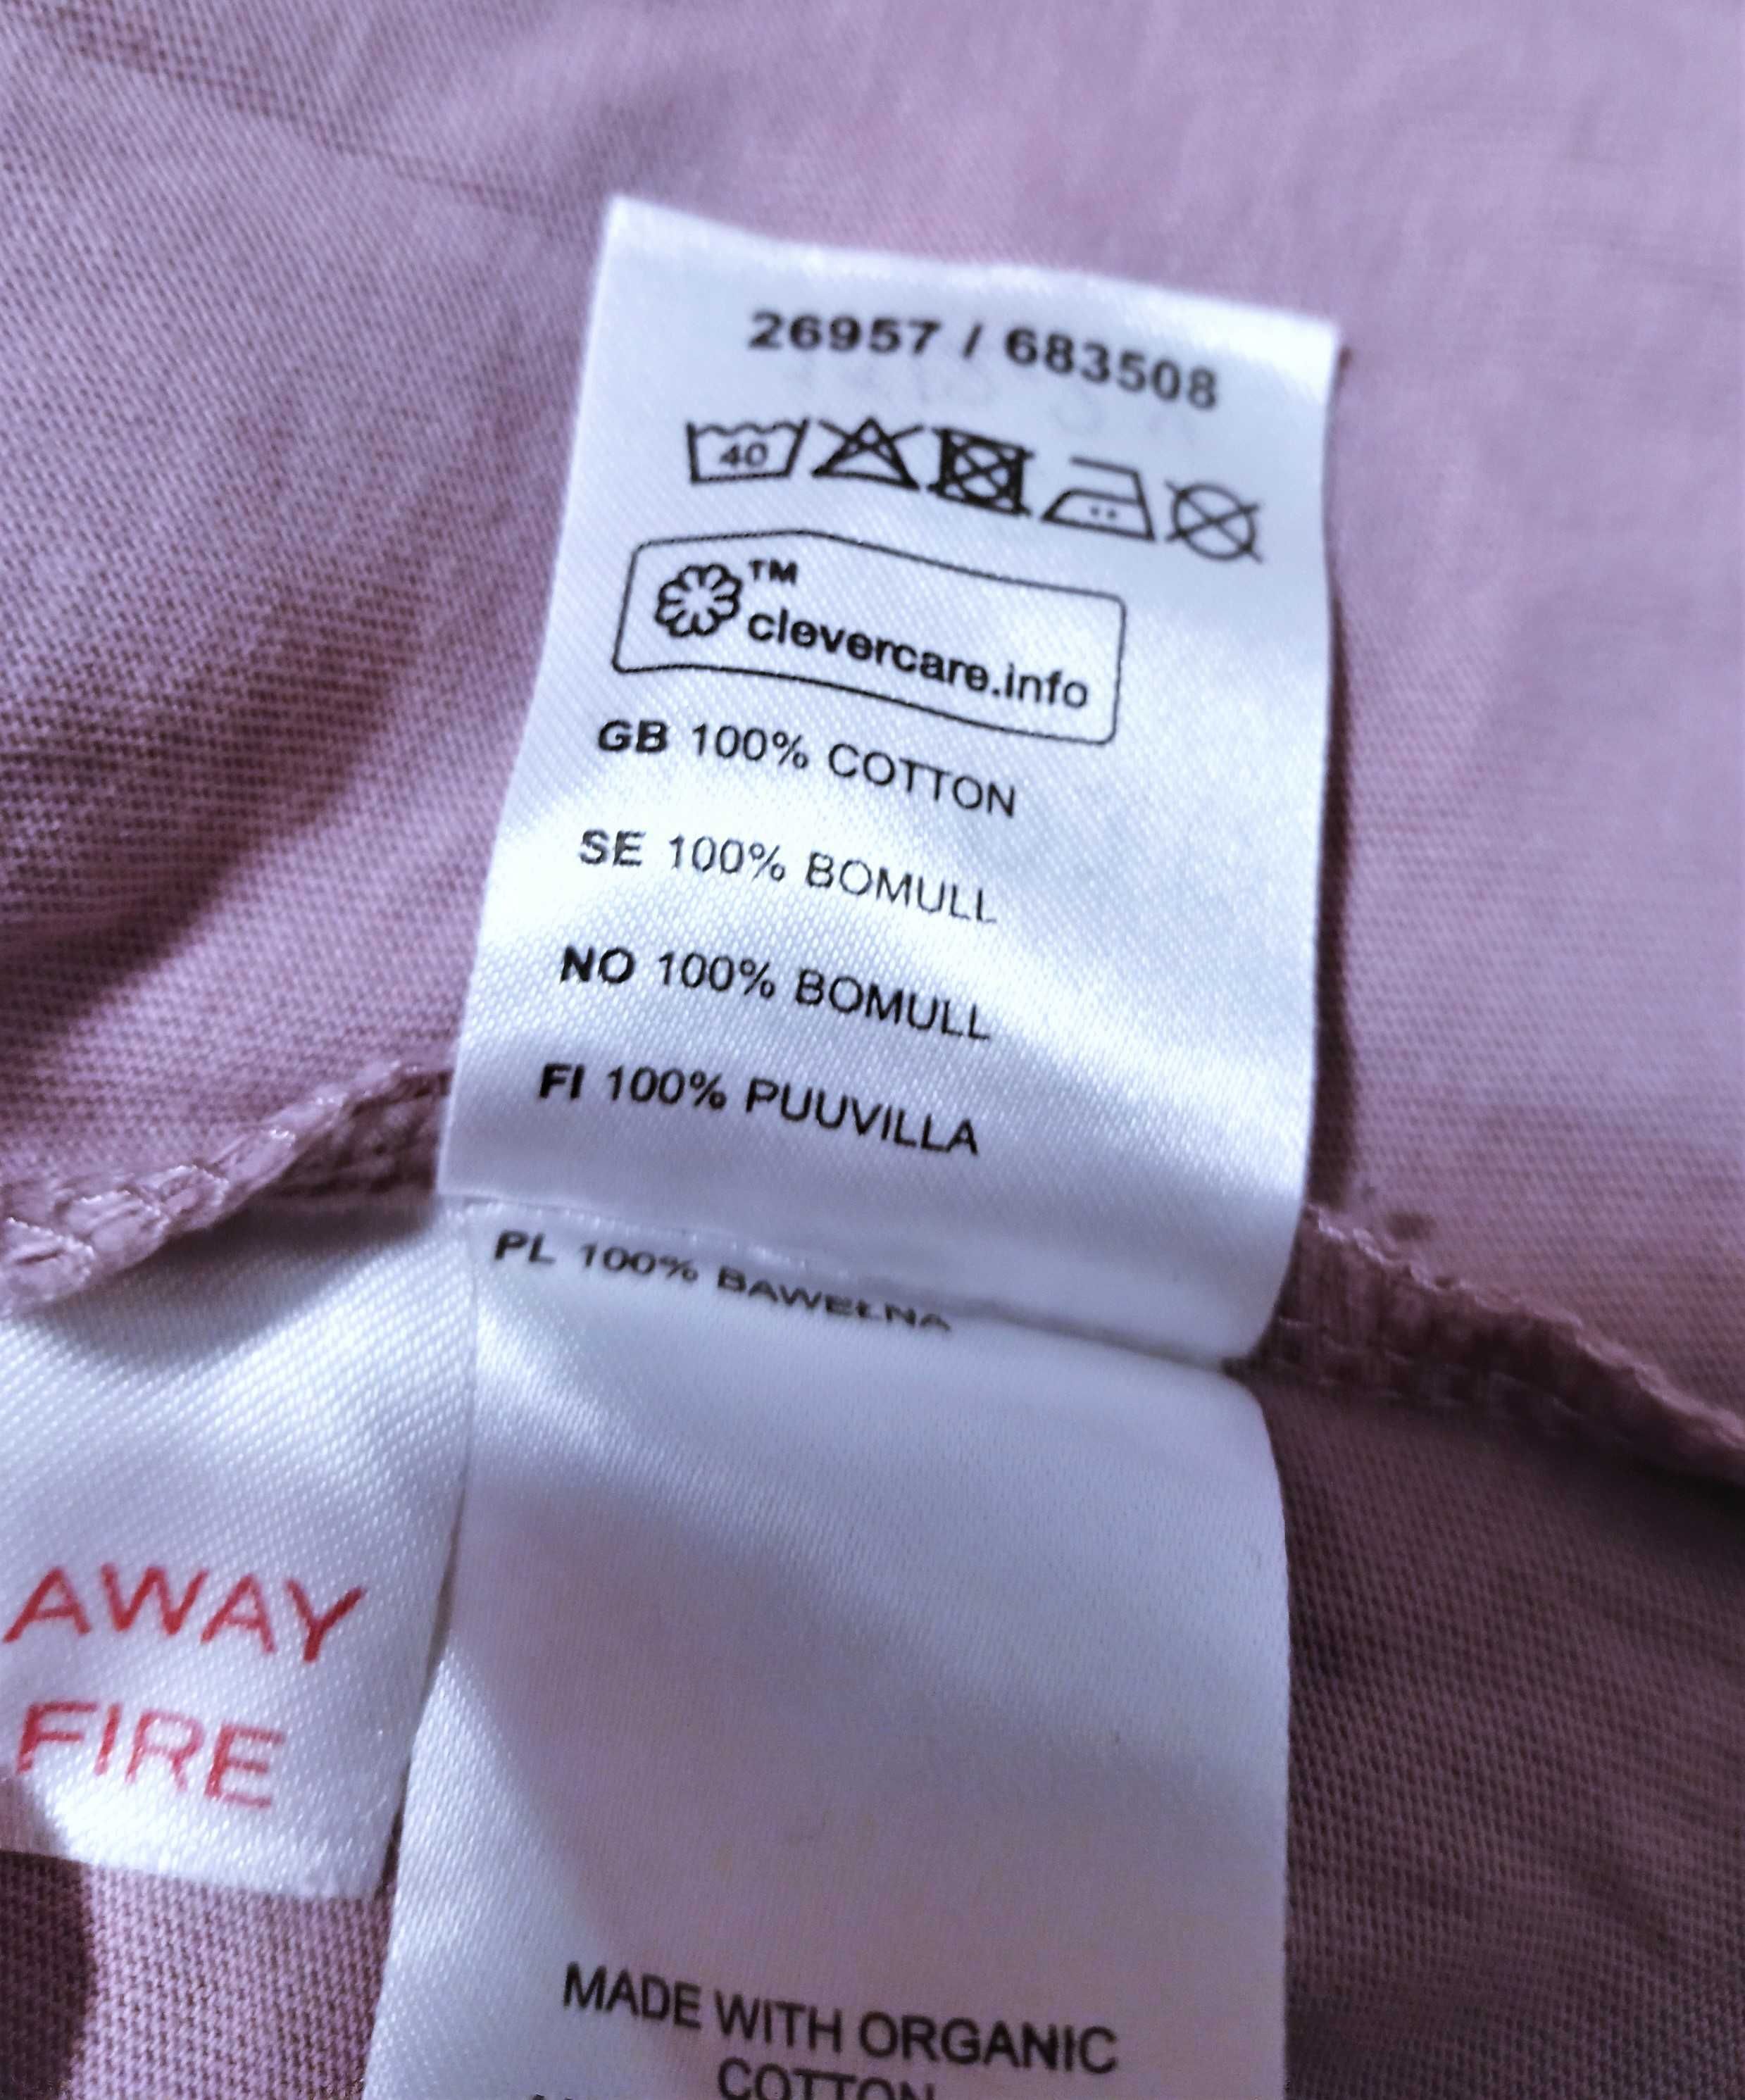 26957 / 683508
40
TM
clevercare.info
GB 100% COTTON
SE 100% BOMULL
NO 100% BOMULL
FI 100% PUUVILLA
PL 100% BAWEŁNA
AWAY
FIRE
MADE WITH ORGANIC
COTTON